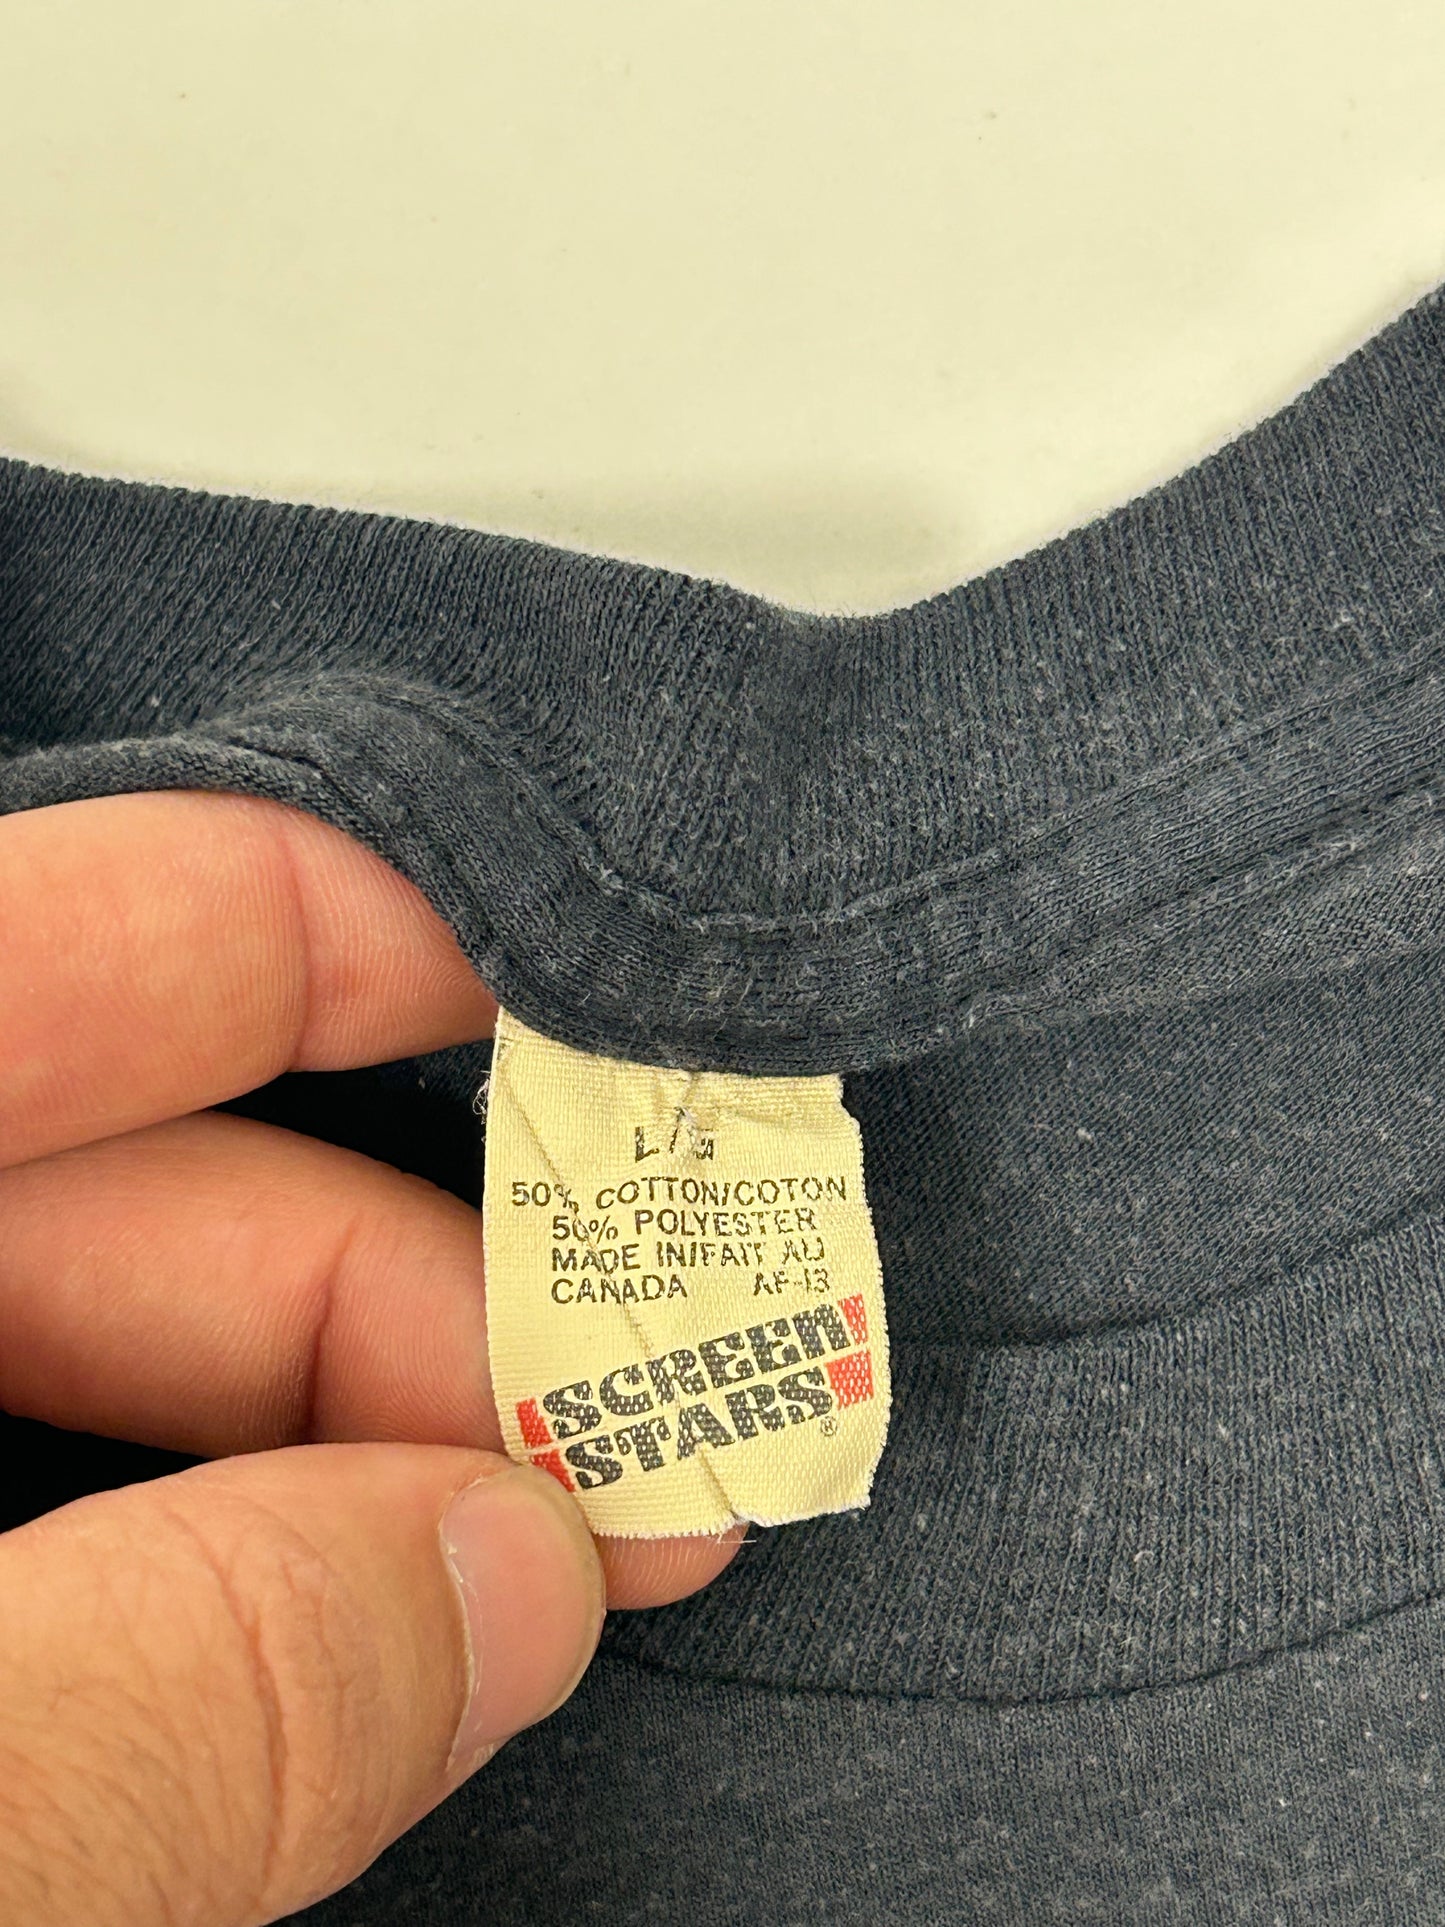 L/G
50% COTTON/COTON
50% POLYESTER
MADE IN/FAIT AU
CANADA AF-13
SCREEN
STARS®